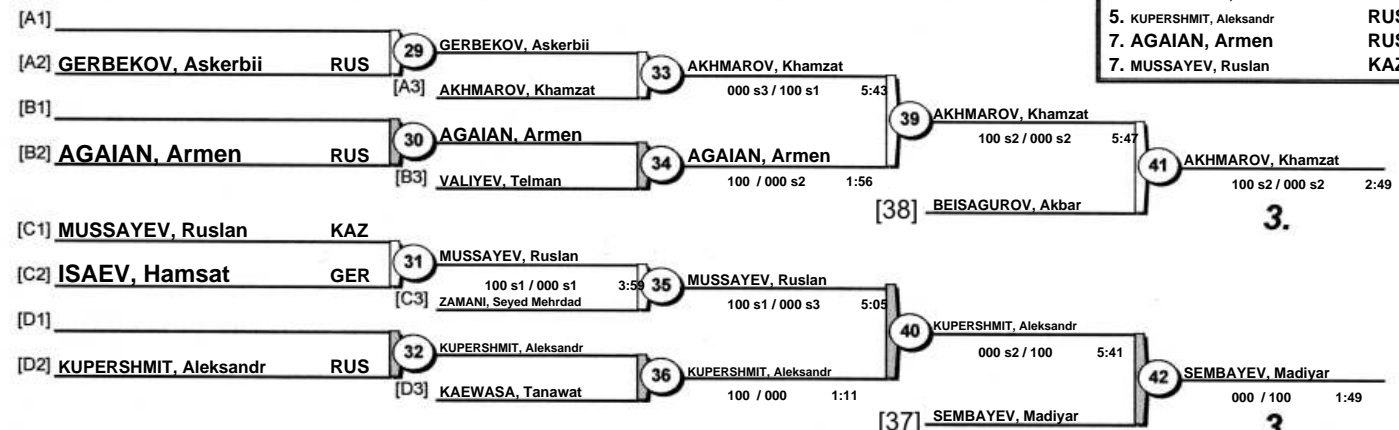 5. KUPERSHMIT, Aleksandr RUS
7. AGAIAN, Armen RUS
7. MUSSAYEV, Ruslan KAZ
[A1]
[A2] GERBEKOV, Askerbii RUS
29 GERBEKOV, Askerbii
[A3] AKHMAROV, Khamzat
33 AKHMAROV, Khamzat
000 s3 / 100 s1 5:43
[B1]
[B2] AGAIAN, Armen RUS
30 AGAIAN, Armen
[B3] VALIYEV, Telman
34 AGAIAN, Armen
100 / 000 s2 1:56
39 AKHMAROV, Khamzat
100 s2 / 000 s2 5:47
[38] BEISAGUROV, Akbar
41 AKHMAROV, Khamzat
100 s2 / 000 s2 2:49
3.
[C1] MUSSAYEV, Ruslan KAZ
[C2] ISAEV, Hamsat GER
31 MUSSAYEV, Ruslan
100 s1 / 000 s1 3:59
[C3] ZAMANI, Seyed Mehrdad
35 MUSSAYEV, Ruslan
100 s1 / 000 s3 5:05
[D1]
[D2] KUPERSHMIT, Aleksandr RUS
32 KUPERSHMIT, Aleksandr
[D3] KAEWASA, Tanawat
36 KUPERSHMIT, Aleksandr
100 / 000 1:11
40 KUPERSHMIT, Aleksandr
000 s2 / 100 5:41
[37] SEMBAYEV, Madiyar
42 SEMBAYEV, Madiyar
000 / 100 1:49
3